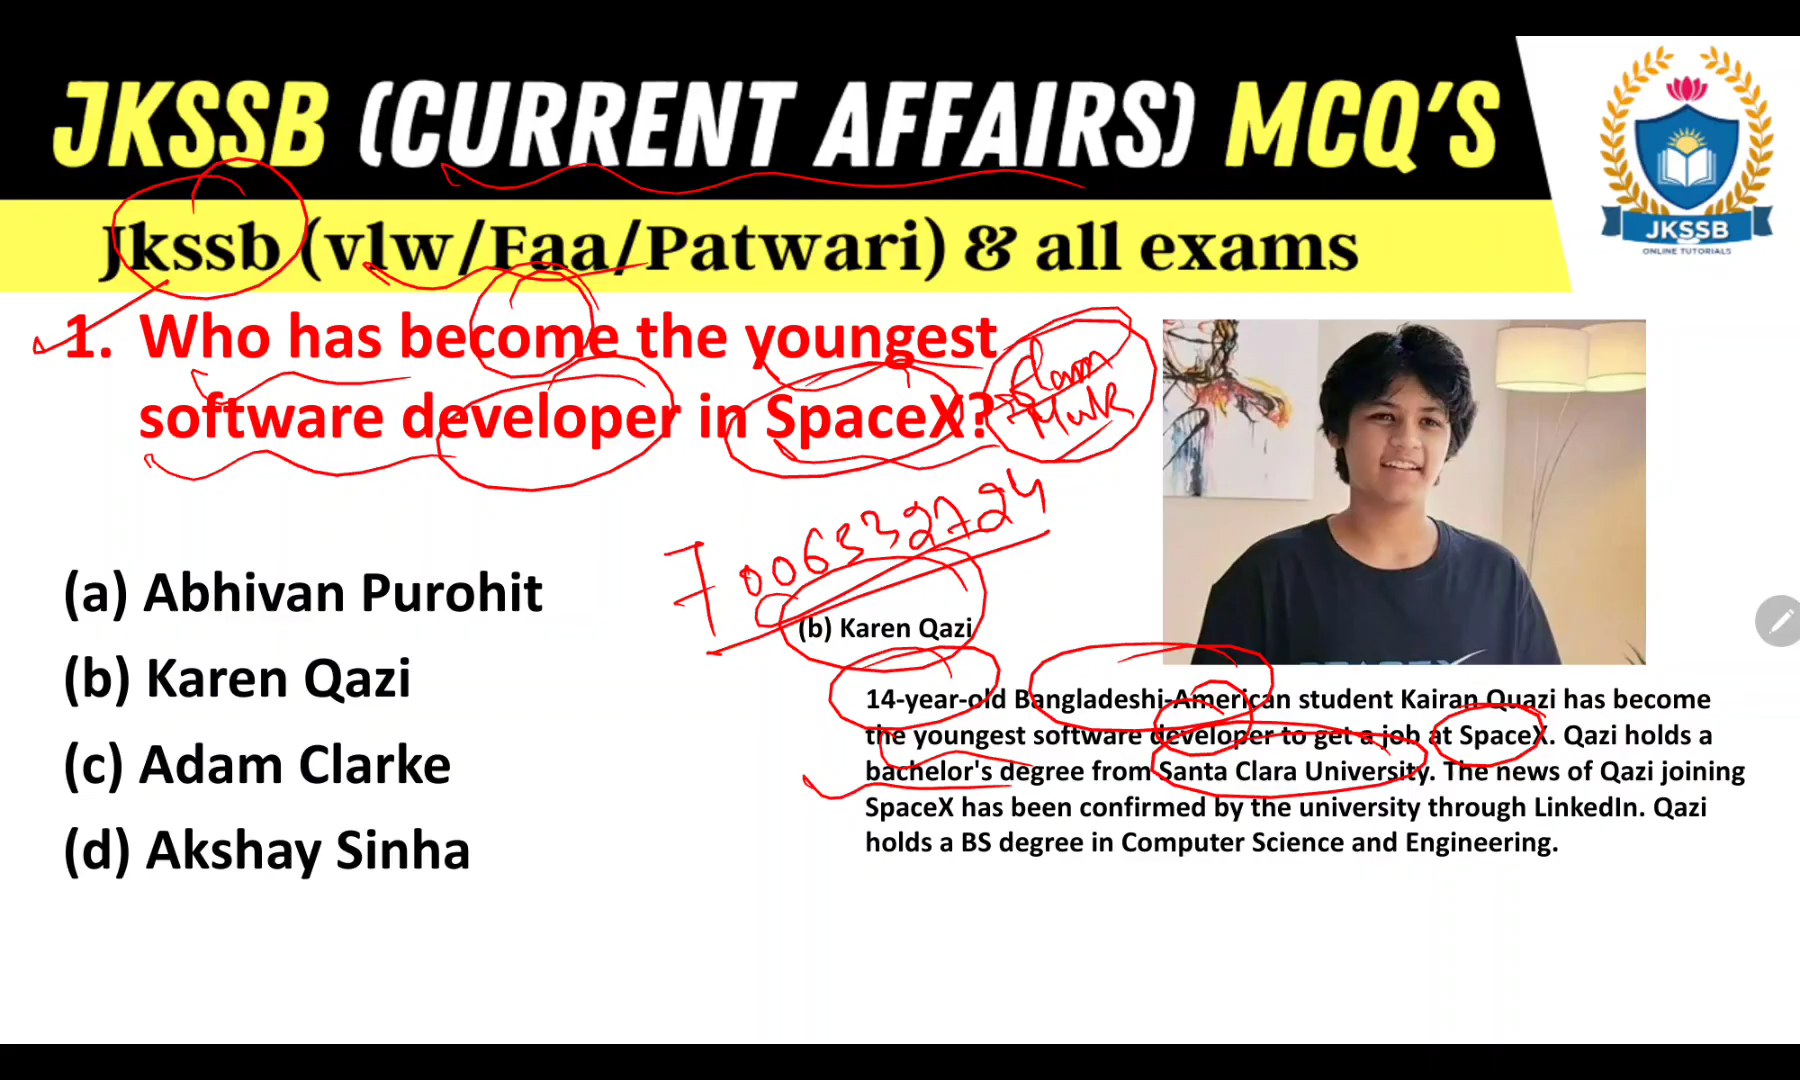 JKSSB (CURRENT AFFAIRS) MCQ'S
JKSSB
ONLINE TUTORIALS
Jkssb (vlw/Faa/Patwari) & all exams
1. Who has become the youngest
software developer in SpaceX?
7006332724
(a) Abhivan Purohit
(b) Karen Qazi
(c) Adam Clarke
(d) Akshay Sinha
(b) Karen Qazi
14-year-old Bangladeshi-American student Kairan Quazi has become
the youngest software developer to get a job at SpaceX. Qazi holds a
bachelor's degree from Santa Clara University. The news of Qazi joining
SpaceX has been confirmed by the university through LinkedIn. Qazi
holds a BS degree in Computer Science and Engineering.